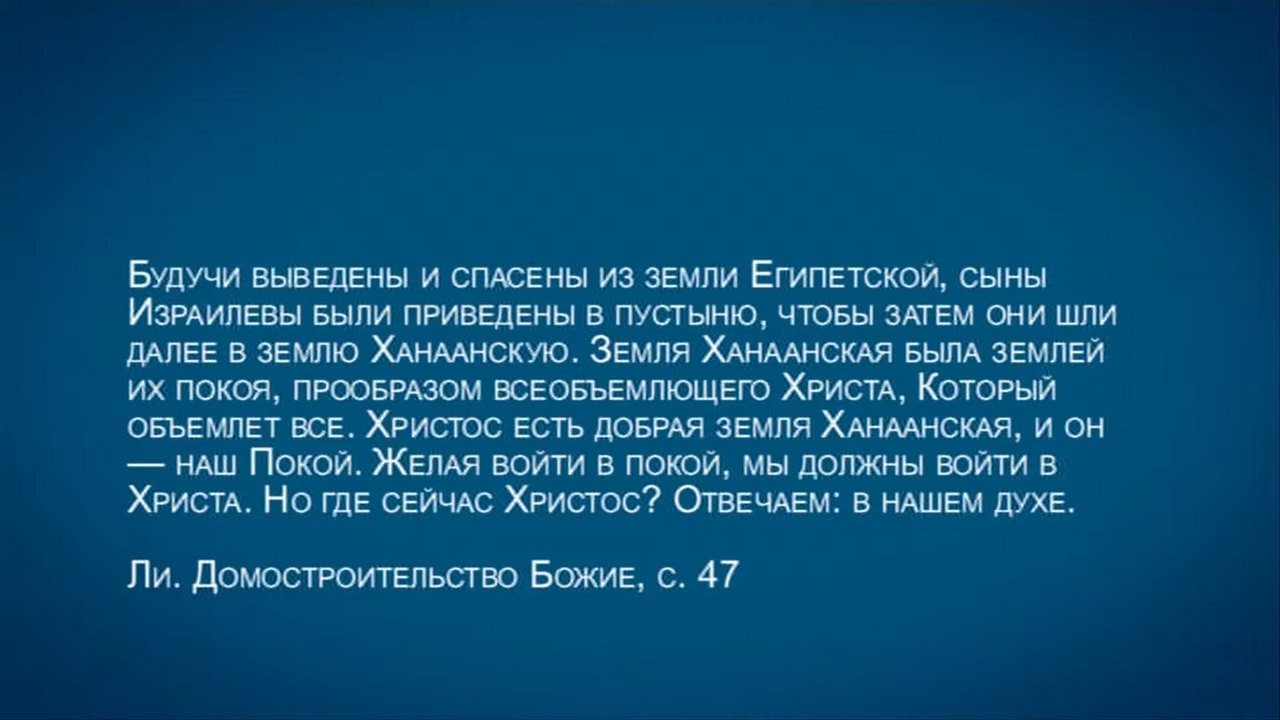 Будучи выведены и спасены из земли Египетской, сыны
Израилевы были приведены в пустыню, чтобы затем они шли
далее в землю Ханаанскую. Земля Ханаанская была землей
их покоя, прообразом всеобъемлющего Христа, Который
объемлет все. Христос есть добрая земля Ханаанская, и он
— наш Покой. Желая войти в покой, мы должны войти в
Христа. Но где сейчас Христос? Отвечаем: в нашем духе.
Ли. Домостроительство Божие, с. 47